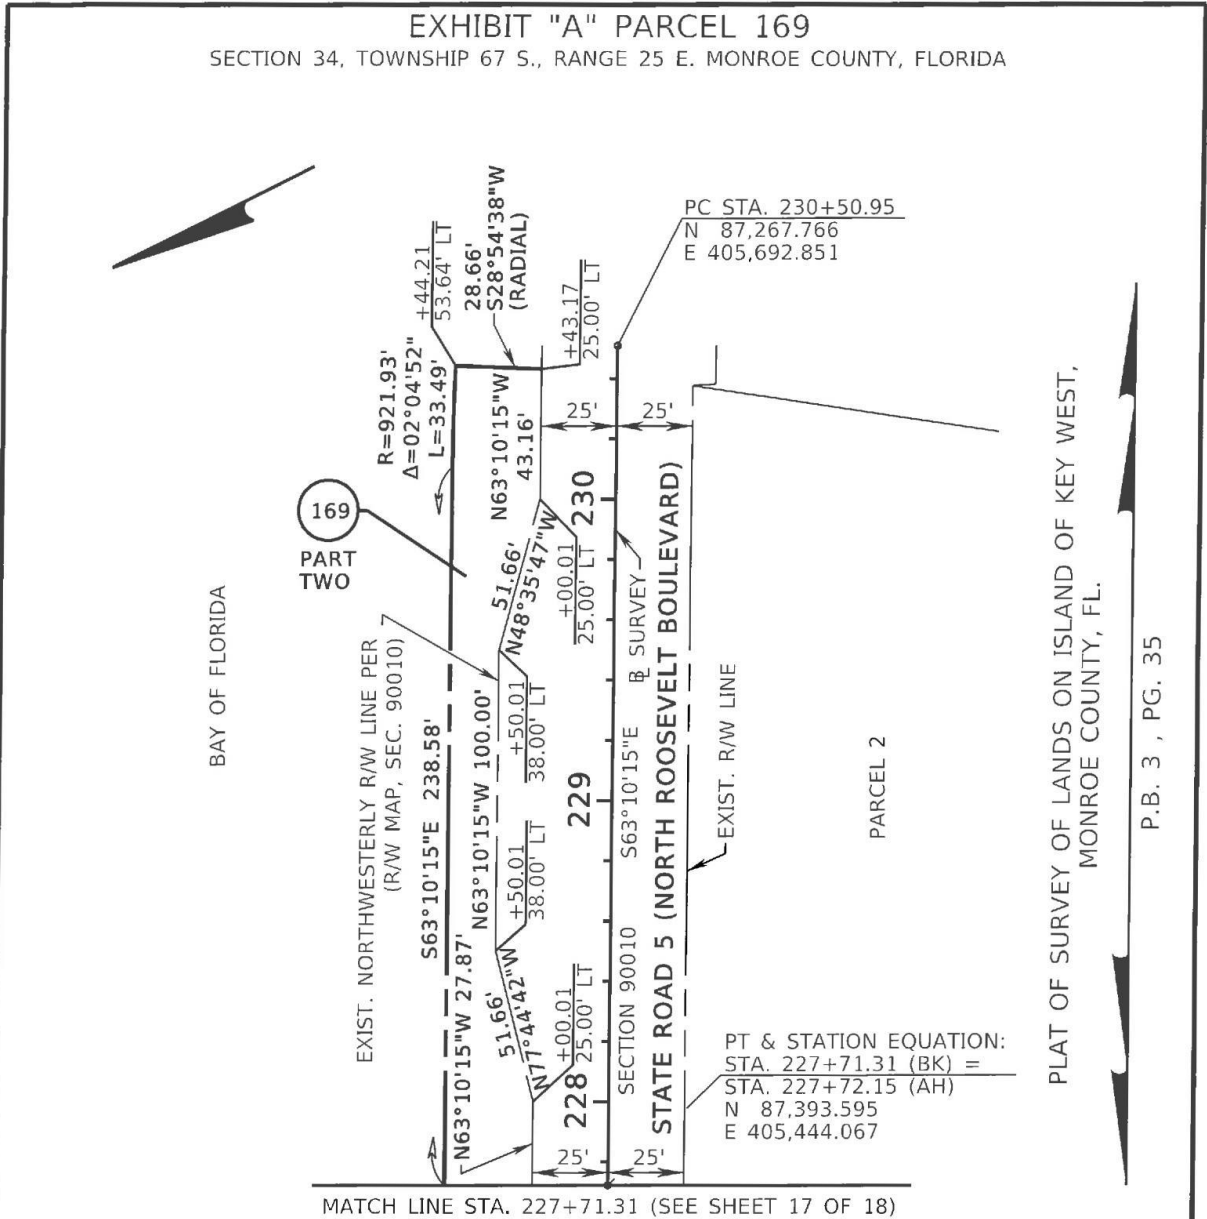 EXHIBIT "A" PARCEL 169
SECTION 34, TOWNSHIP 67 S., RANGE 25 E. MONROE COUNTY, FLORIDA
PC STA. 230+50.95
N 87,267.766
E 405,692.851
+44.21
53.64' LT
28.66'
S28°54'38"W
(RADIAL)
+43.17
25.00' LT
R=921.93'
Δ=02°04'52"
L=33.49'
N63°10'15"W
43.16'
25'
25'
169
PART
TWO
230
51.66'
N48°35'47"W
+00.01
25.00' LT
BL SURVEY
BAY OF FLORIDA
EXIST. NORTHWESTERLY R/W LINE PER
(R/W MAP, SEC. 90010)
S63°10'15"E 238.58'
N63°10'15"W 100.00'
+50.01
38.00' LT
229
S63°10'15"E
STATE ROAD 5 (NORTH ROOSEVELT BOULEVARD)
EXIST. R/W LINE
PARCEL 2
PLAT OF SURVEY OF LANDS ON ISLAND OF KEY WEST,
MONROE COUNTY, FL.
P.B. 3 , PG. 35
+50.01
38.00' LT
N63°10'15"W 27.87'
51.66'
N77°44'42"W
+00.01
25.00' LT
228
SECTION 90010
PT & STATION EQUATION:
STA. 227+71.31 (BK) =
STA. 227+72.15 (AH)
N 87,393.595
E 405,444.067
25'
25'
MATCH LINE STA. 227+71.31 (SEE SHEET 17 OF 18)